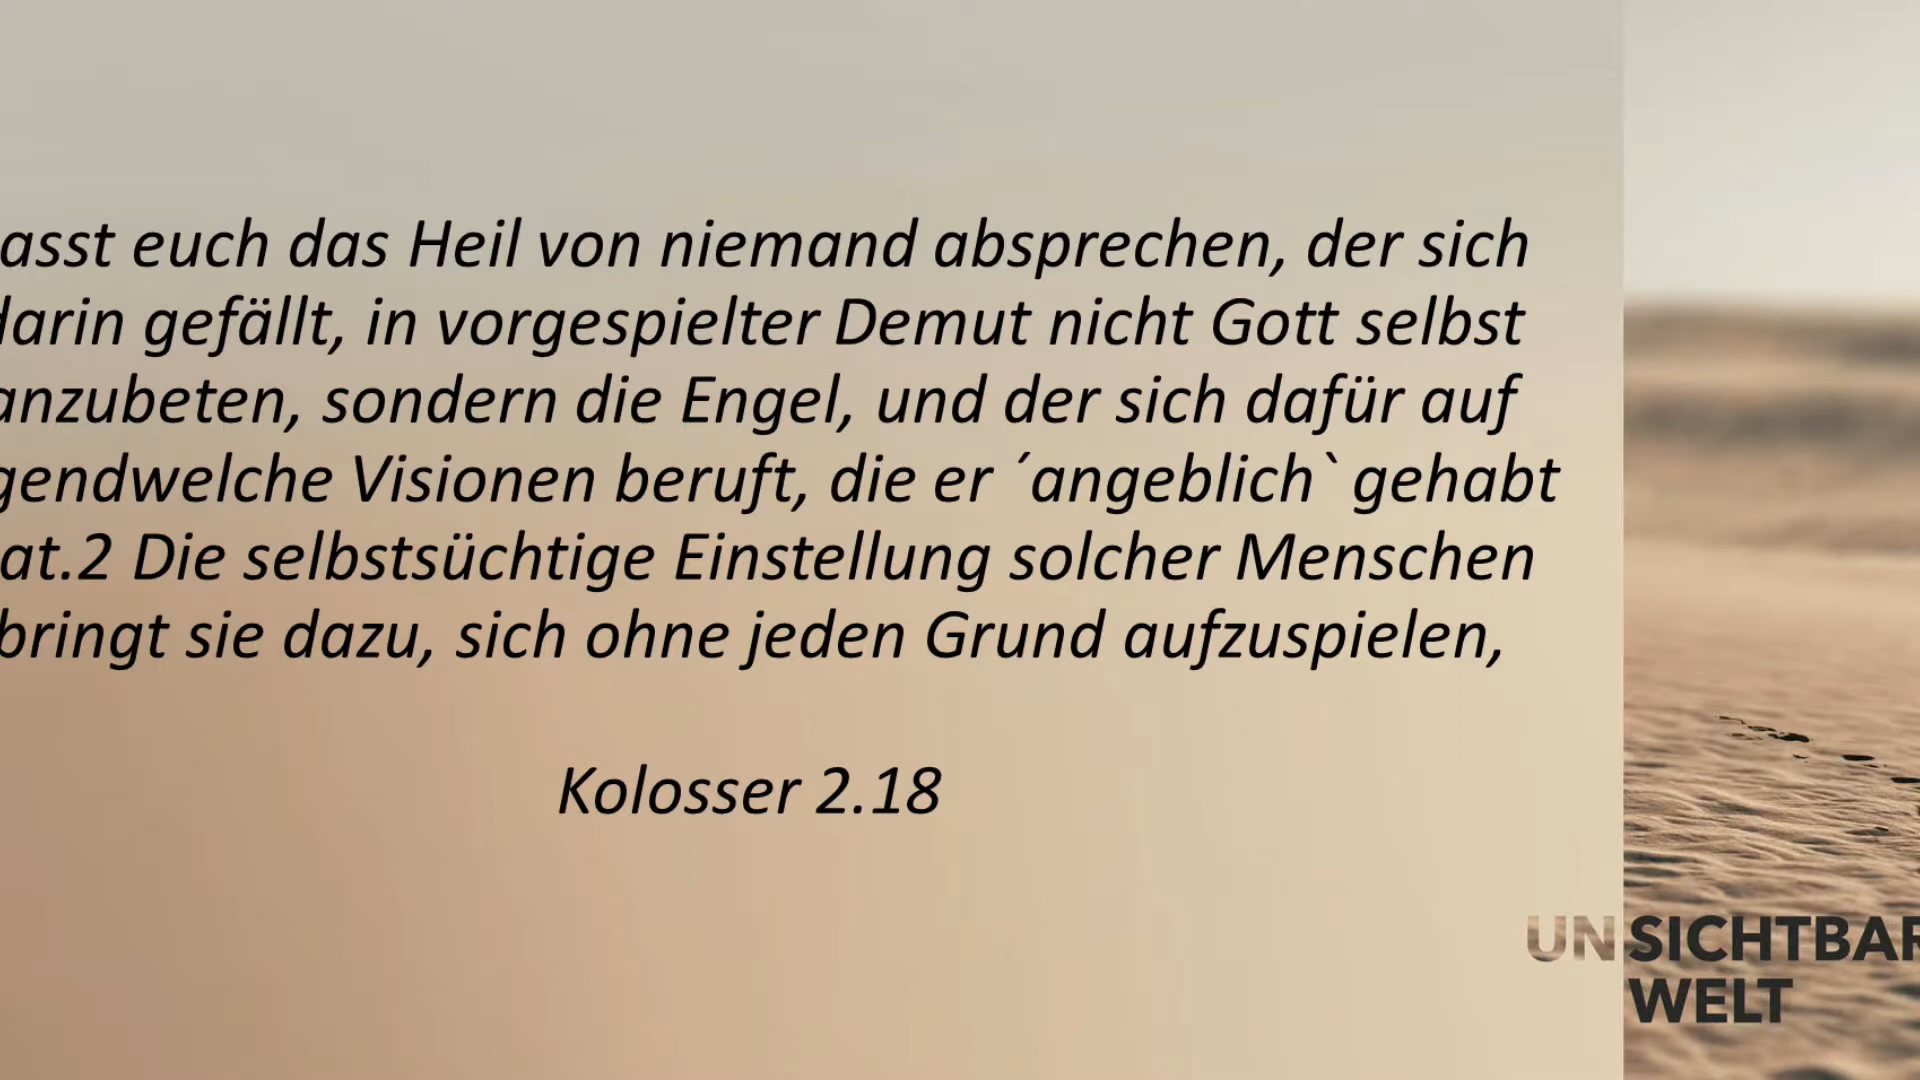 asst euch das Heil von niemand absprechen, der sich
darin gefällt, in vorgespielter Demut nicht Gott selbst
anzubeten, sondern die Engel, und der sich dafür auf
gendwelche Visionen beruft, die er ´angeblich` gehabt
at.2 Die selbstsüchtige Einstellung solcher Menschen
bringt sie dazu, sich ohne jeden Grund aufzuspielen,
Kolosser 2.18
UNSICHTBAR
WELT